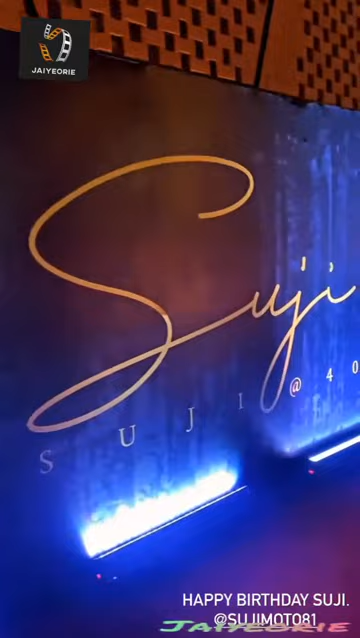 JAIYEORIE
Suji
SUJI @ 40
HAPPY BIRTHDAY SUJI.
@SUJIMOTO81
JAIYEORIE